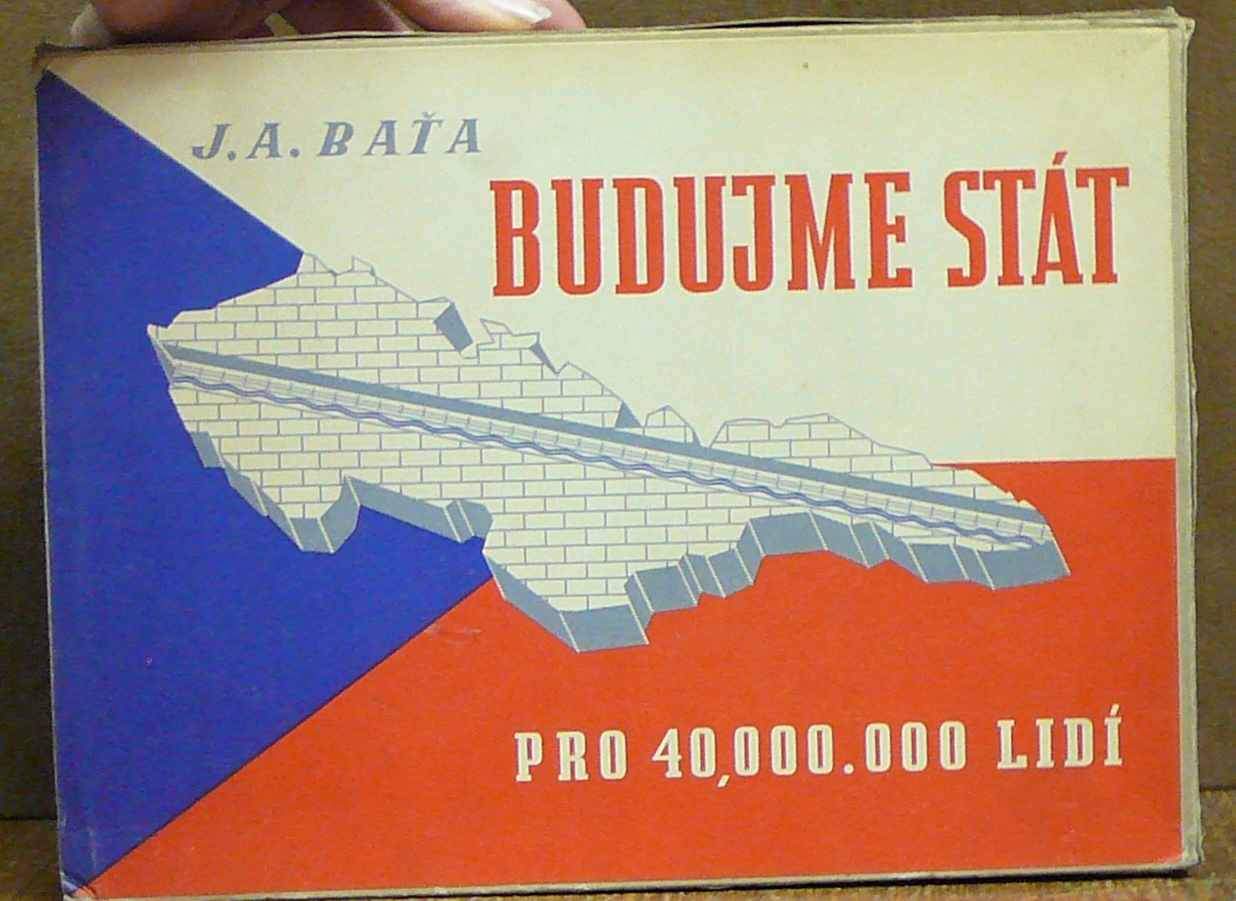 J. A. BAŤA
BUDUJME STÁT
PRO 40,000.000 LIDÍ